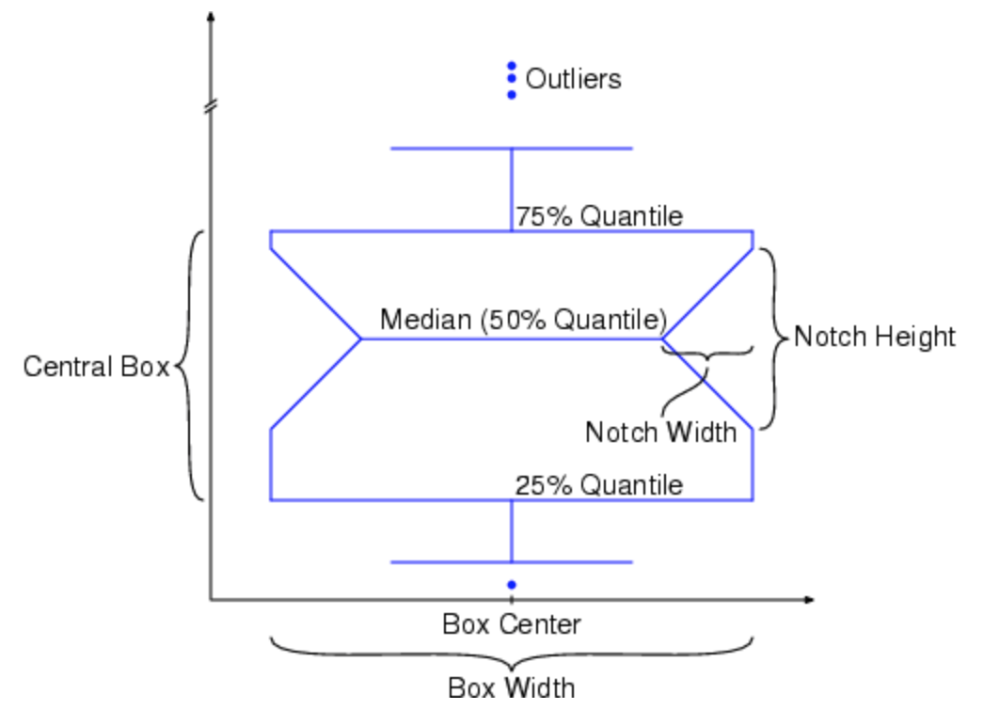 Outliers
75% Quantile
Median (50% Quantile)
Notch Height
Central Box
Notch Width
25% Quantile
Box Center
Box Width